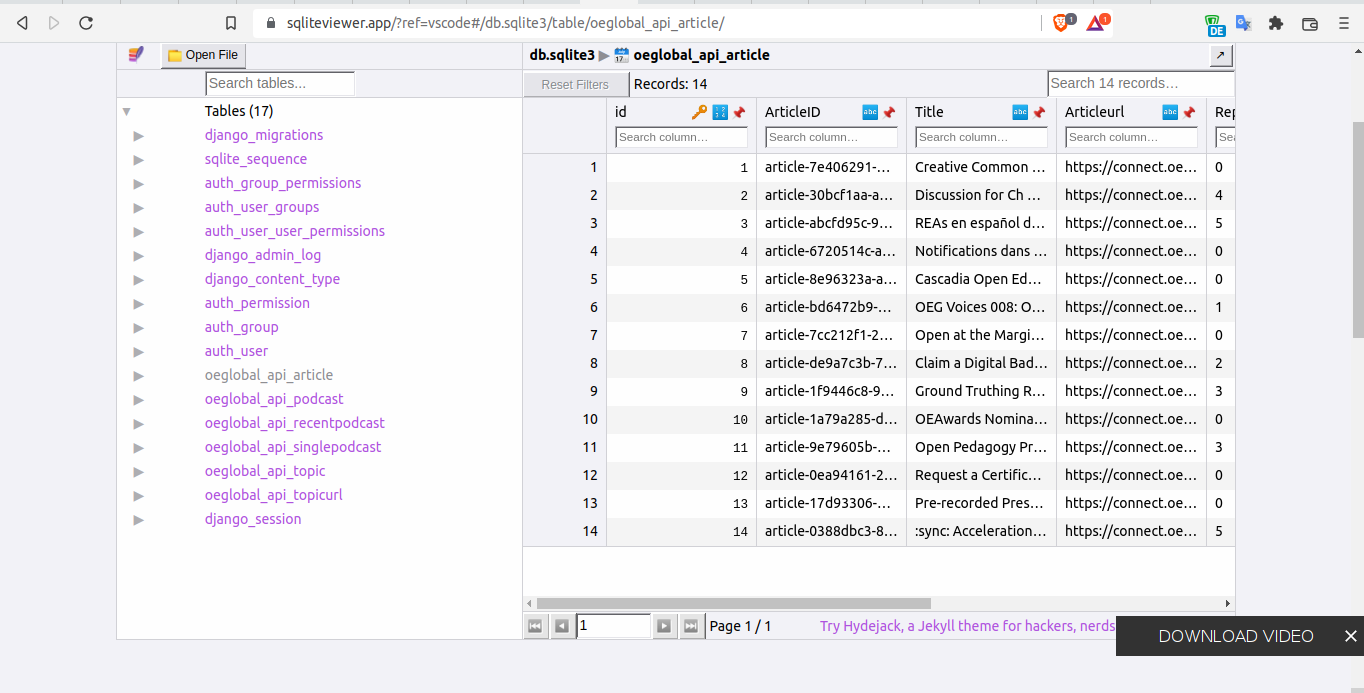 sqliteviewer.app/?ref=vscode#/db.sqlite3/table/oeglobal_api_article/
1
1
DE
Open File
db.sqlite3 ▶ oeglobal_api_article
Search tables...
Reset Filters
Records: 14
Search 14 records…
Tables (17)
django_migrations
sqlite_sequence
auth_group_permissions
auth_user_groups
auth_user_user_permissions
django_admin_log
django_content_type
auth_permission
auth_group
auth_user
oeglobal_api_article
oeglobal_api_podcast
oeglobal_api_recentpodcast
oeglobal_api_singlepodcast
oeglobal_api_topic
oeglobal_api_topicurl
django_session
id ArticleID abc Title abc Articleurl abc Rep
Search column… Search column… Search column… Search column… Sea
1 1 article-7e406291-… Creative Common … https://connect.oe… 0
2 2 article-30bcf1aa-a… Discussion for Ch … https://connect.oe… 4
3 3 article-abcfd95c-9… REAs en español d… https://connect.oe… 5
4 4 article-6720514c-a… Notifications dans … https://connect.oe… 0
5 5 article-8e96323a-a… Cascadia Open Ed… https://connect.oe… 0
6 6 article-bd6472b9-… OEG Voices 008: O… https://connect.oe… 1
7 7 article-7cc212f1-2… Open at the Margi… https://connect.oe… 0
8 8 article-de9a7c3b-7… Claim a Digital Bad… https://connect.oe… 2
9 9 article-1f9446c8-9… Ground Truthing R… https://connect.oe… 3
10 10 article-1a79a285-d… OEAwards Nomina… https://connect.oe… 0
11 11 article-9e79605b-… Open Pedagogy Pr… https://connect.oe… 3
12 12 article-0ea94161-2… Request a Certific… https://connect.oe… 0
13 13 article-17d93306-… Pre-recorded Pres… https://connect.oe… 0
14 14 article-0388dbc3-8… :sync: Acceleration… https://connect.oe… 5
1 Page 1 / 1 Try Hydejack, a Jekyll theme for hackers, nerds
DOWNLOAD VIDEO ✕